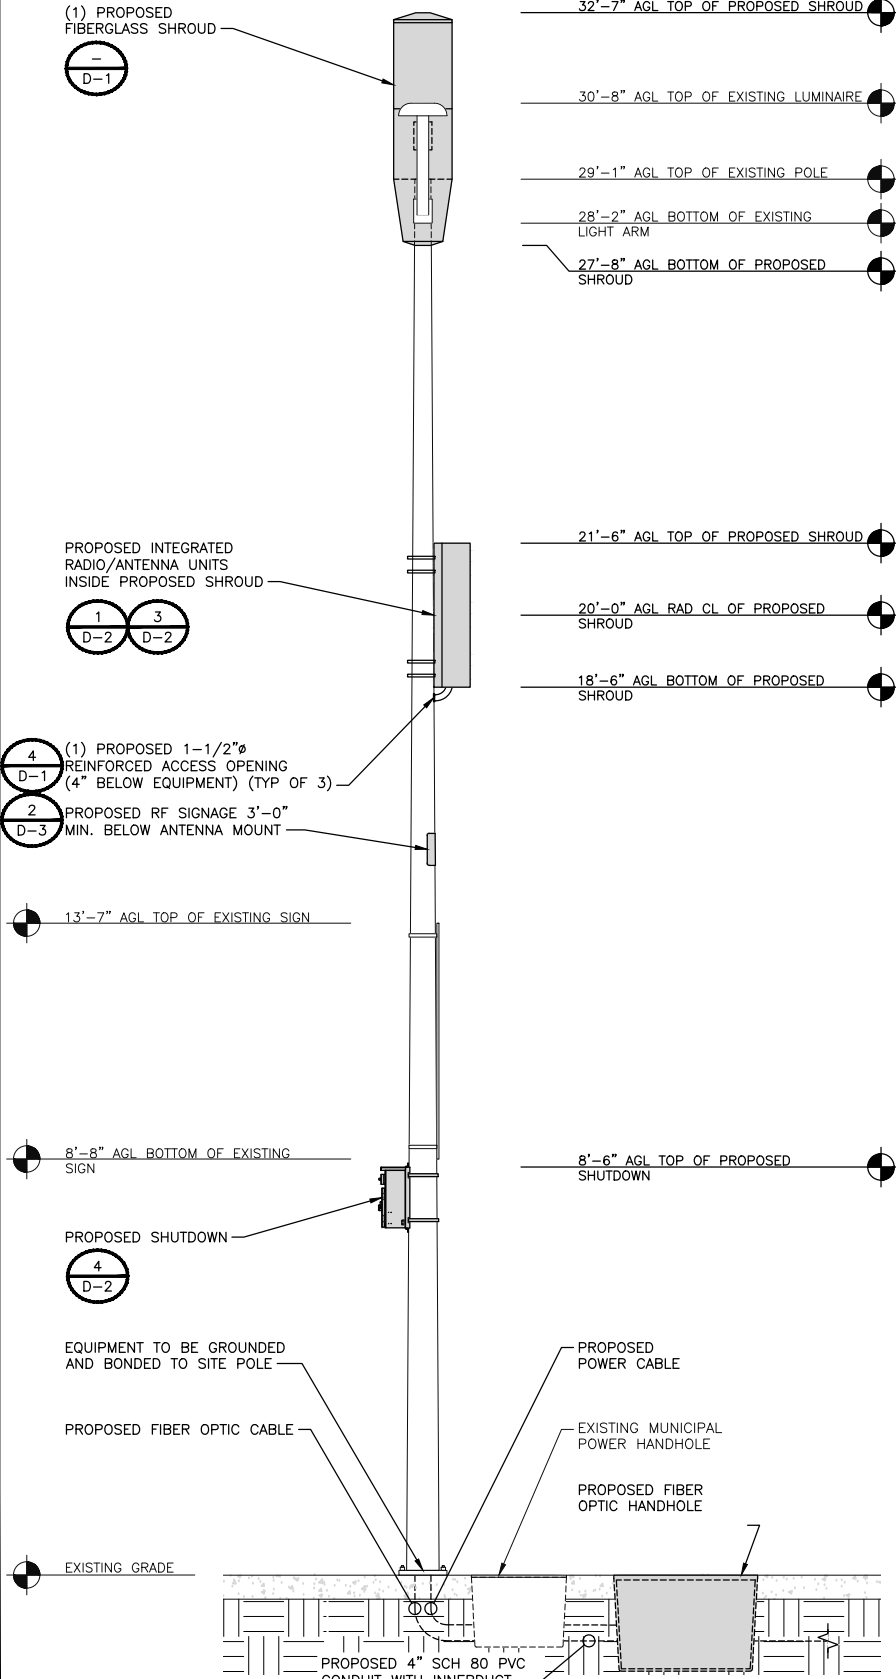 (1) PROPOSED
FIBERGLASS SHROUD
–
D-1
32'-7" AGL TOP OF PROPOSED SHROUD
30'-8" AGL TOP OF EXISTING LUMINAIRE
29'-1" AGL TOP OF EXISTING POLE
28'-2" AGL BOTTOM OF EXISTING
LIGHT ARM
27'-8" AGL BOTTOM OF PROPOSED
SHROUD
PROPOSED INTEGRATED
RADIO/ANTENNA UNITS
INSIDE PROPOSED SHROUD
1
D-2
3
D-2
21'-6" AGL TOP OF PROPOSED SHROUD
20'-0" AGL RAD CL OF PROPOSED
SHROUD
18'-6" AGL BOTTOM OF PROPOSED
SHROUD
4
D-1
(1) PROPOSED 1-1/2"ø
REINFORCED ACCESS OPENING
(4" BELOW EQUIPMENT) (TYP OF 3)
2
D-3
PROPOSED RF SIGNAGE 3'-0"
MIN. BELOW ANTENNA MOUNT
13'-7" AGL TOP OF EXISTING SIGN
8'-8" AGL BOTTOM OF EXISTING
SIGN
8'-6" AGL TOP OF PROPOSED
SHUTDOWN
PROPOSED SHUTDOWN
4
D-2
EQUIPMENT TO BE GROUNDED
AND BONDED TO SITE POLE
PROPOSED
POWER CABLE
PROPOSED FIBER OPTIC CABLE
EXISTING MUNICIPAL
POWER HANDHOLE
PROPOSED FIBER
OPTIC HANDHOLE
EXISTING GRADE
PROPOSED 4" SCH 80 PVC
CONDUIT WITH INNERDUCT